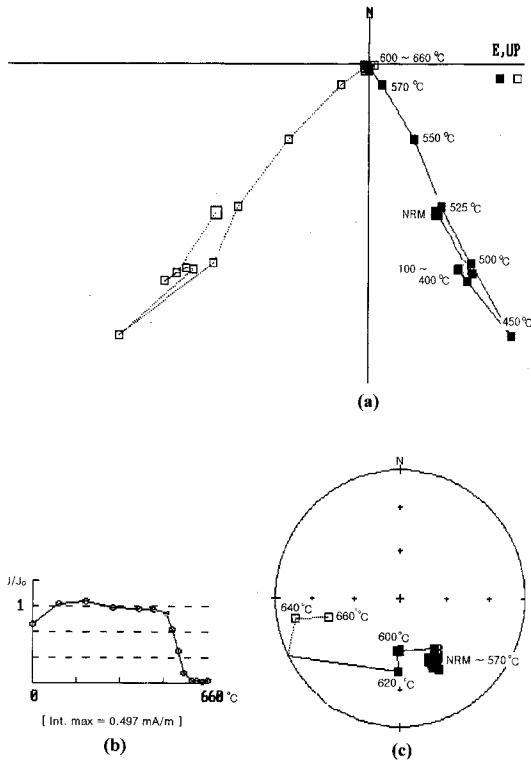 N
E,UP
600 ~ 660 °C
570 °C
550 °C
525 °C
NRM
500 °C
100 ~
400 °C
450 °C
(a)
J/Jo
1
0
660 °C
[ Int. max = 0.497 mA/m ]
(b)
N
640 °C
660 °C
600 °C
NRM ~ 570 °C
620 °C
(c)